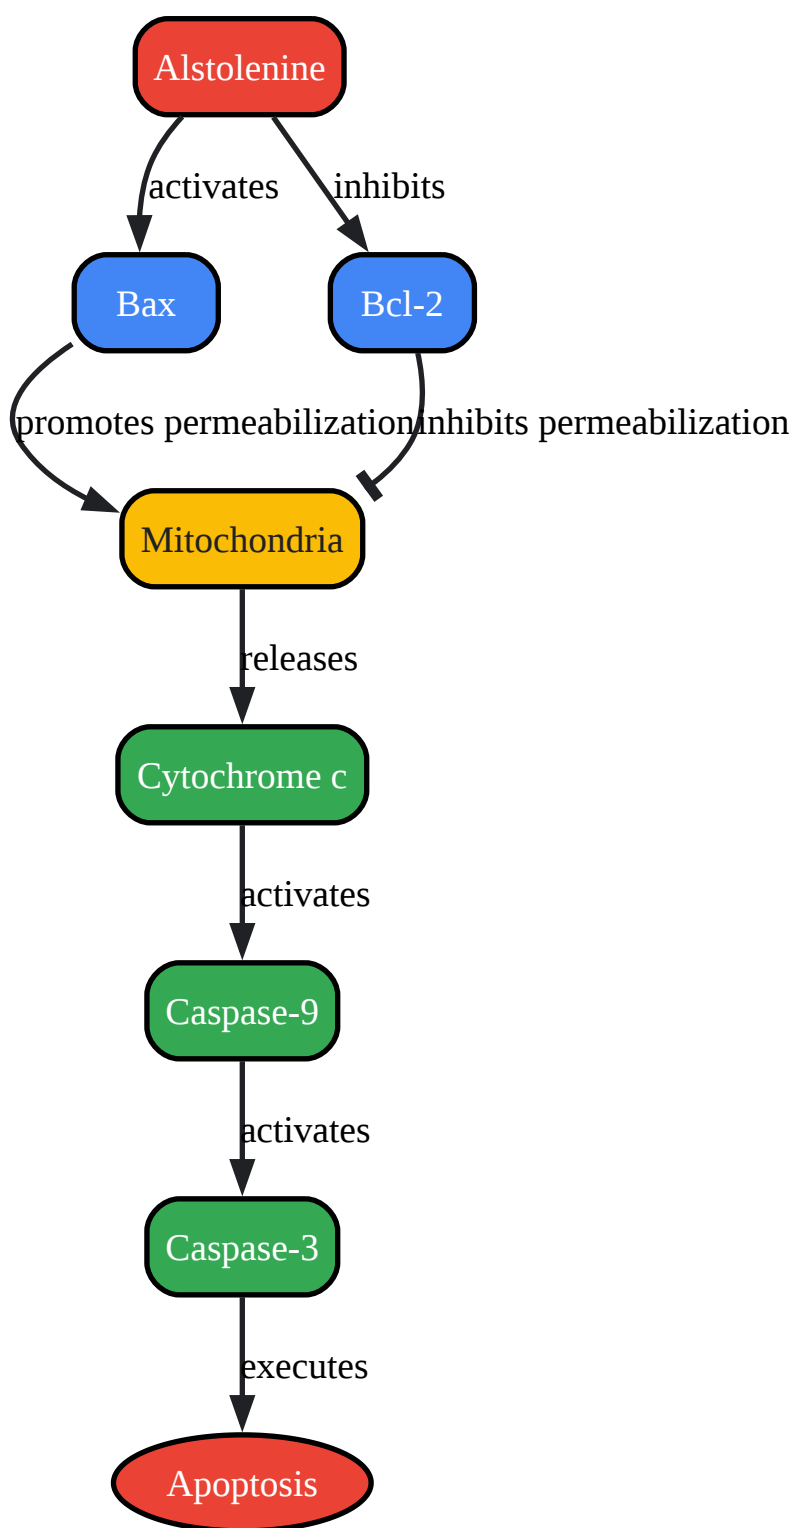 Alstolenine
activates
inhibits
Bax
Bcl-2
promotes permeabilization
inhibits permeabilization
Mitochondria
releases
Cytochrome c
activates
Caspase-9
activates
Caspase-3
executes
Apoptosis